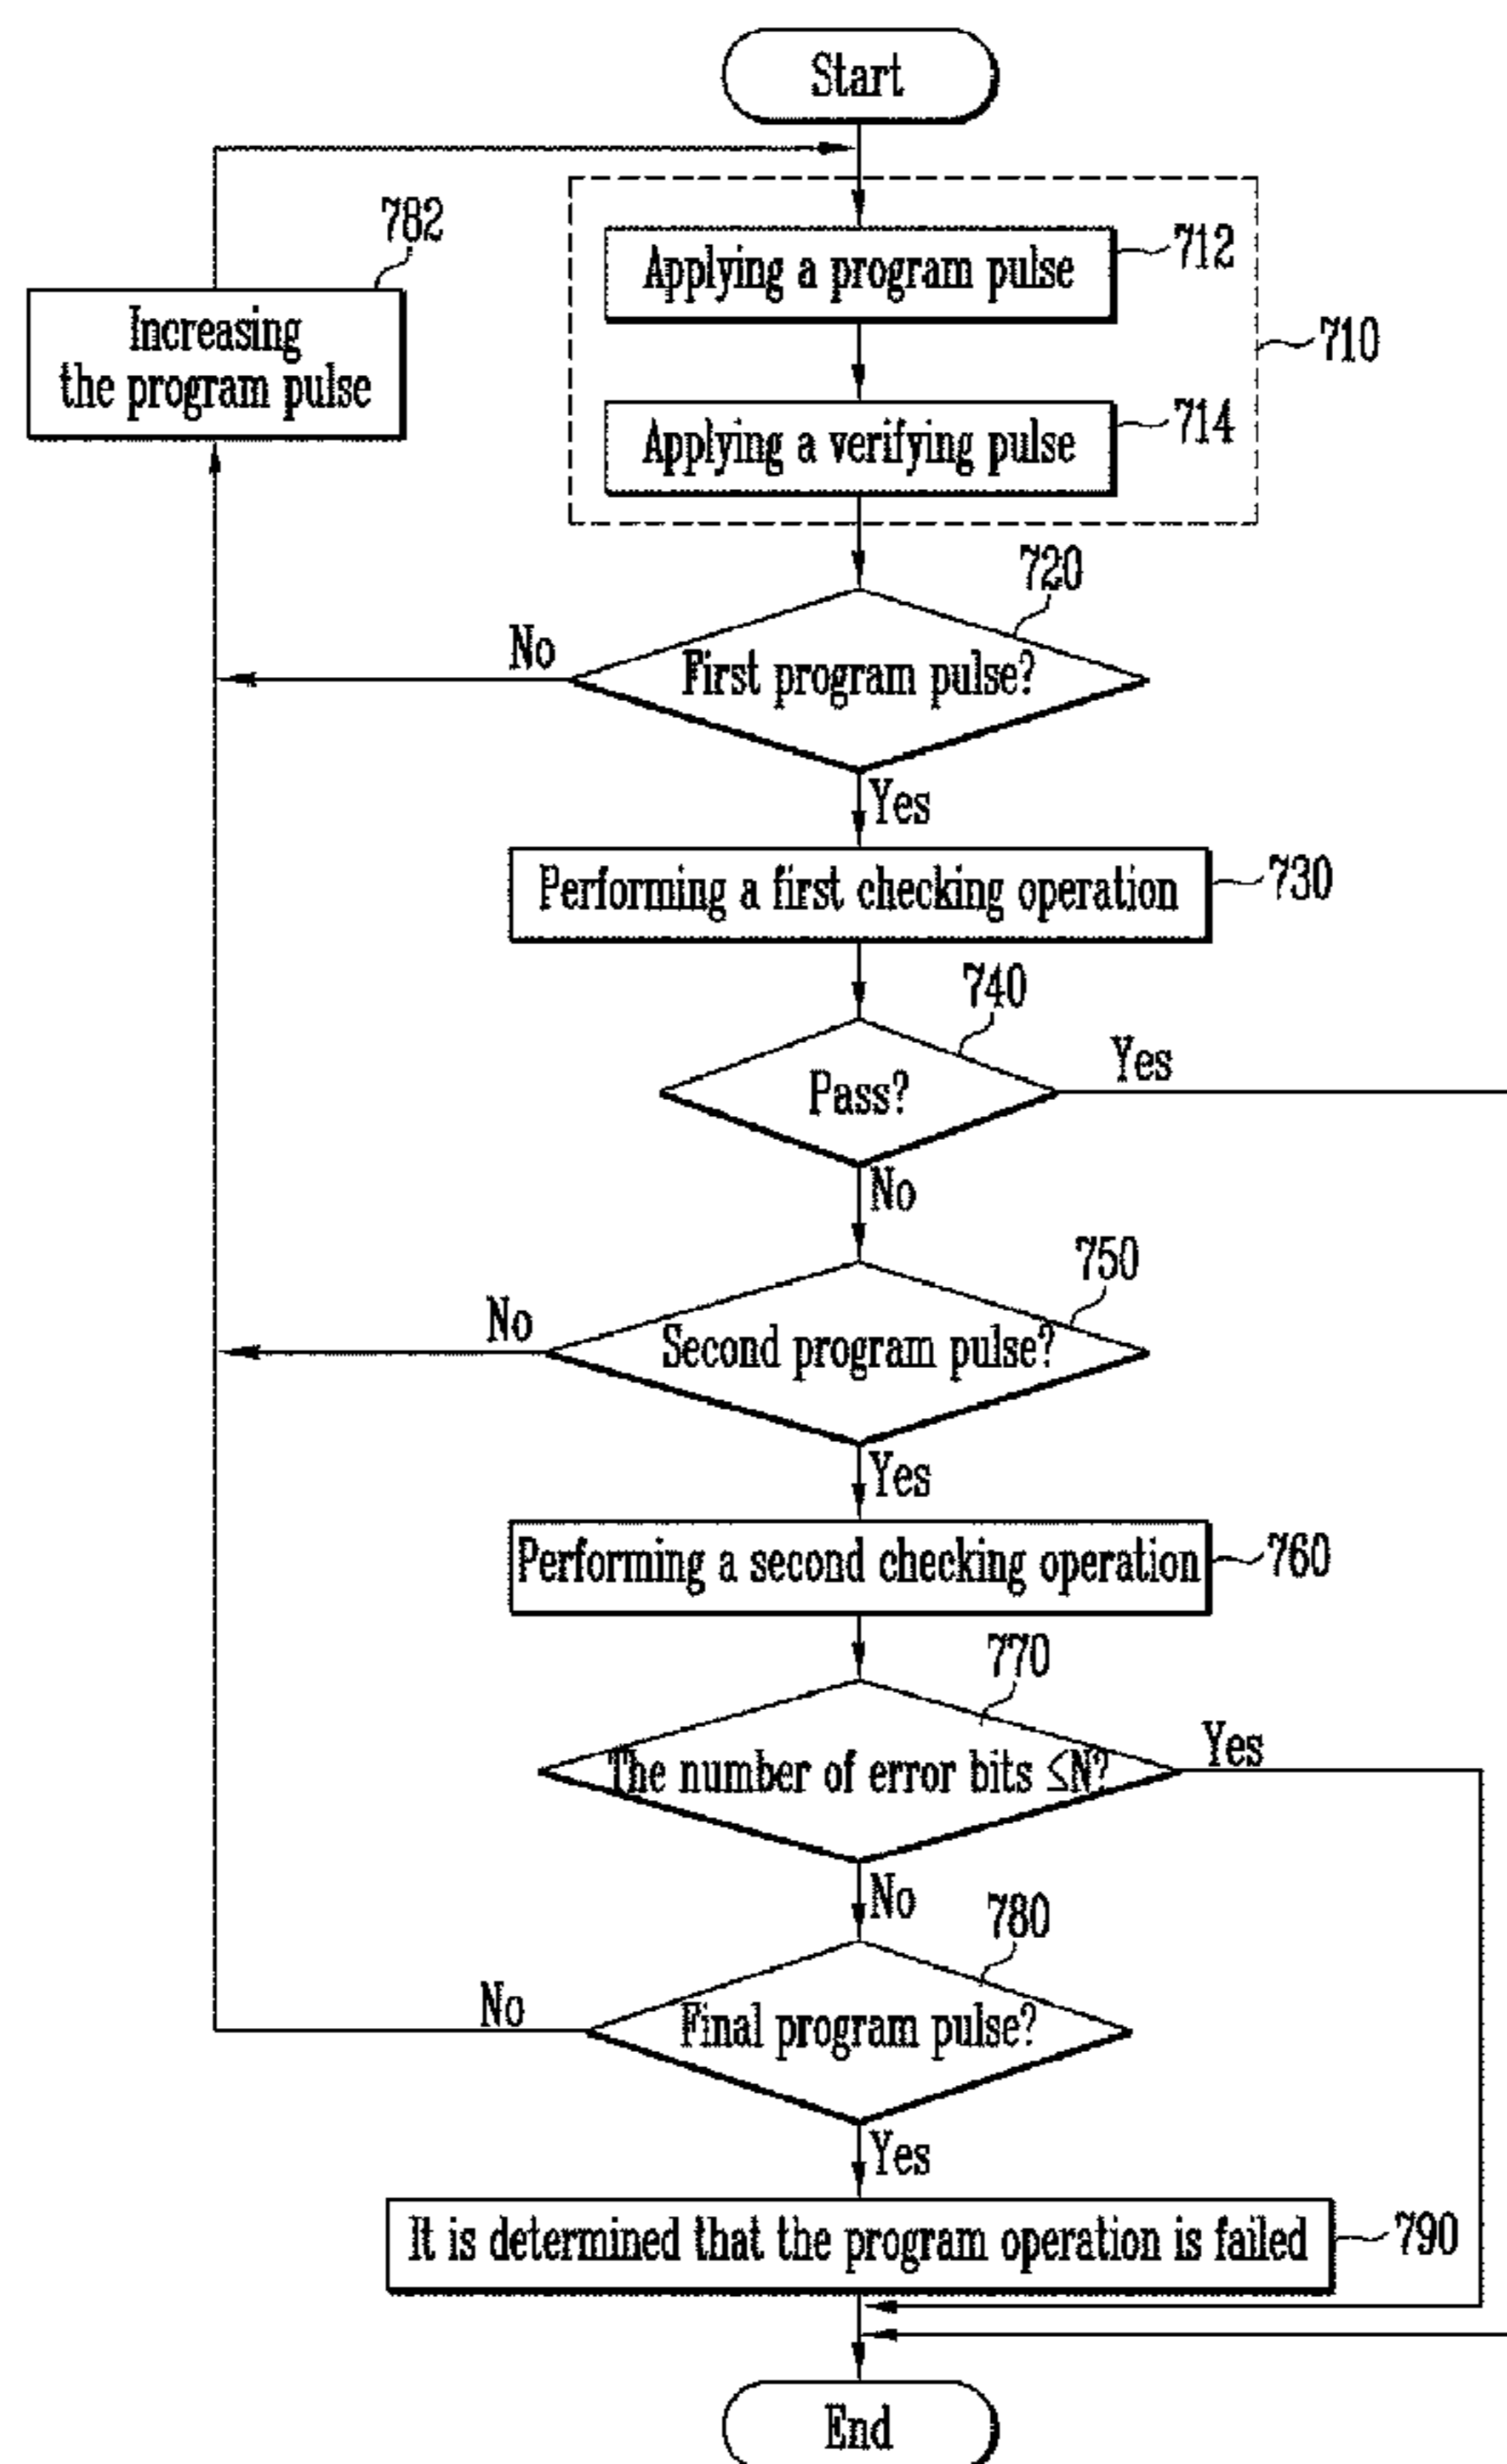 Start
782
Applying a program pulse
712
Increasing
the program pulse
710
Applying a verifying pulse
714
720
No
First program pulse?
Yes
Performing a first checking operation
730
740
Yes
Pass?
No
750
No
Second program pulse?
Yes
Performing a second checking operation
760
770
Yes
The number of error bits ≤N?
No
780
No
Final program pulse?
Yes
It is determined that the program operation is failed
790
End